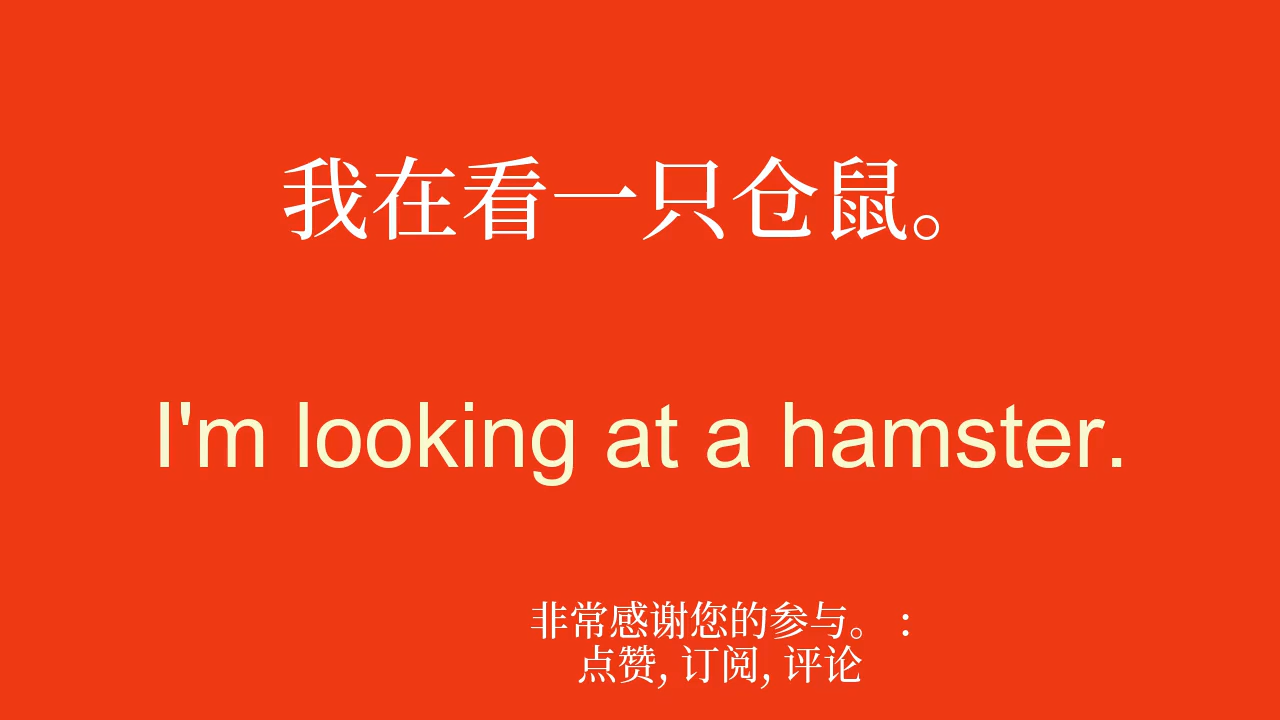 我在看一只仓鼠。
I'm looking at a hamster.
非常感谢您的参与。 :
点赞, 订阅, 评论